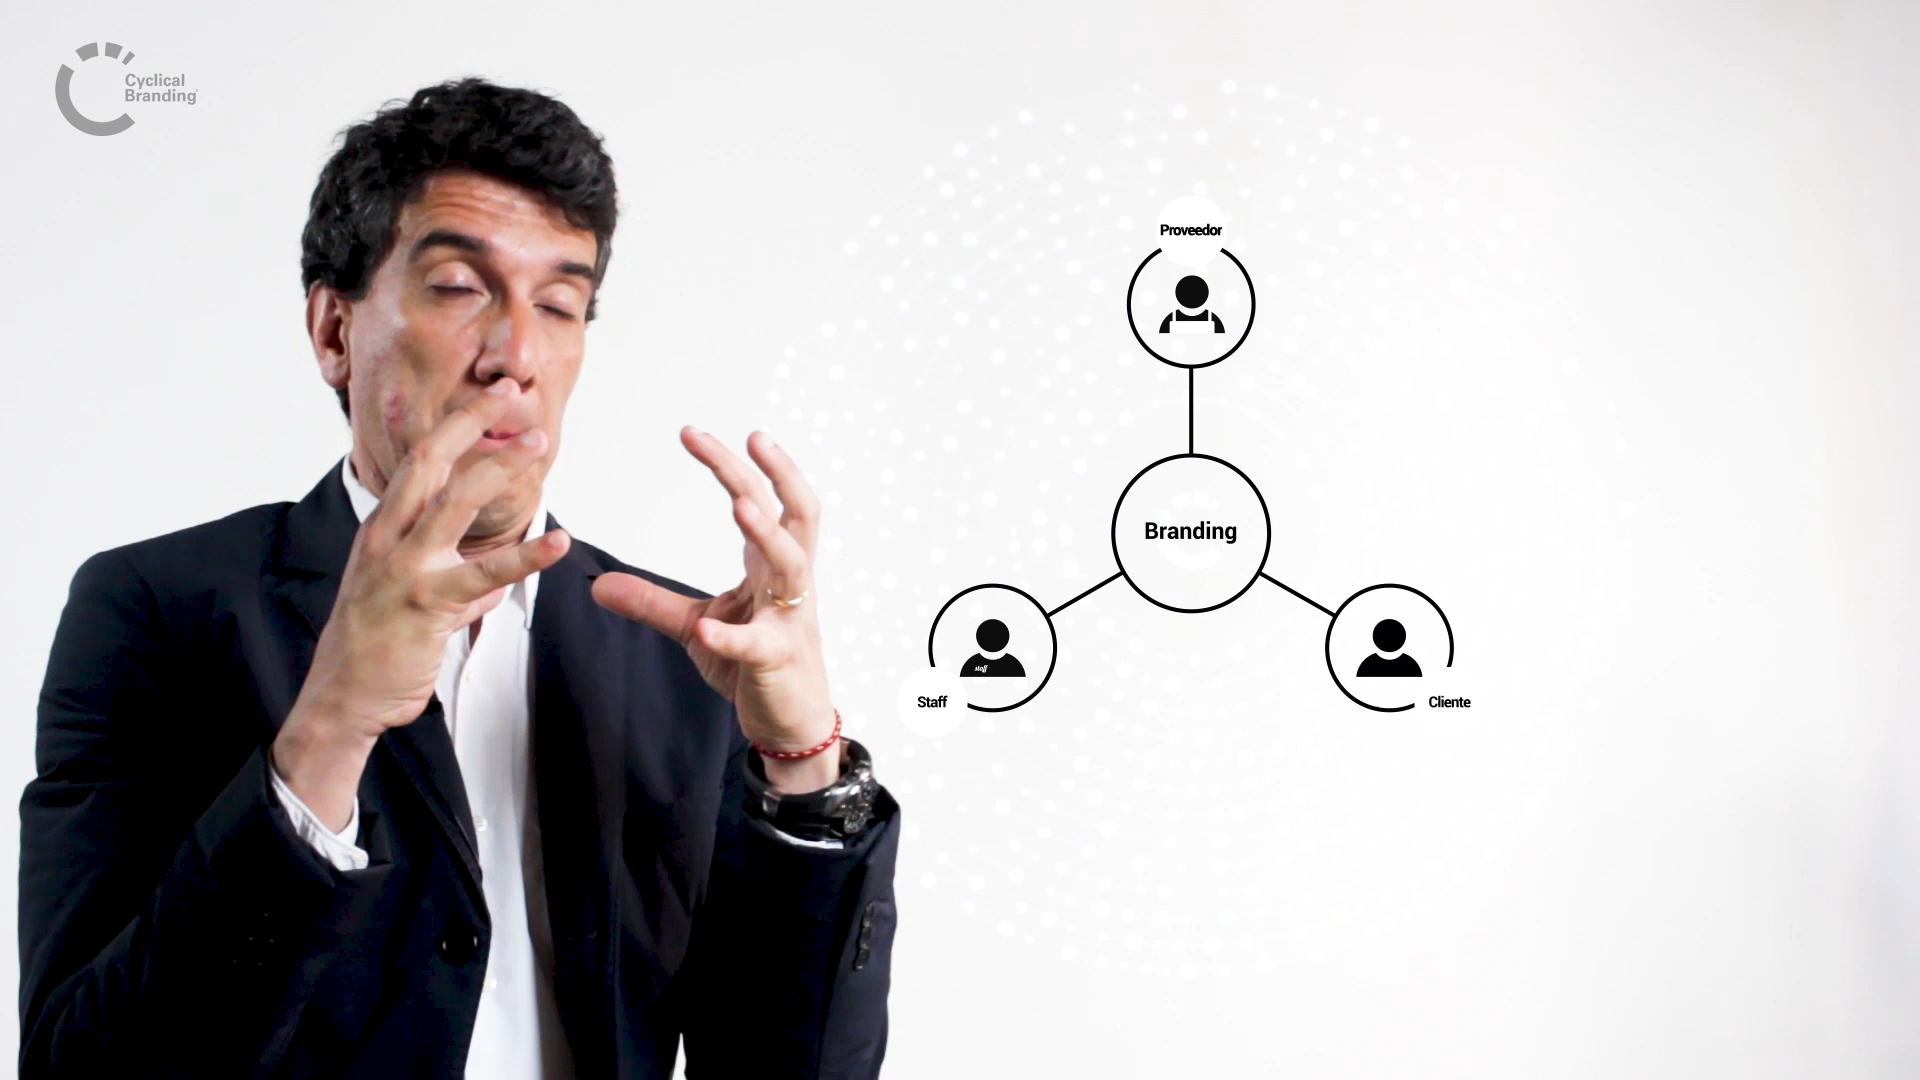 Cyclical
Branding
Proveedor
Branding
staff
Staff
Cliente